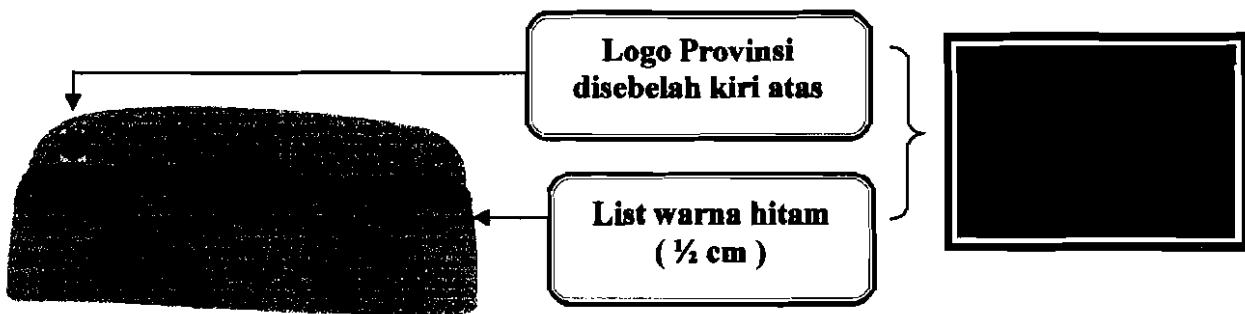 Logo Provinsi
disebelah kiri atas
List warna hitam
( ½ cm )